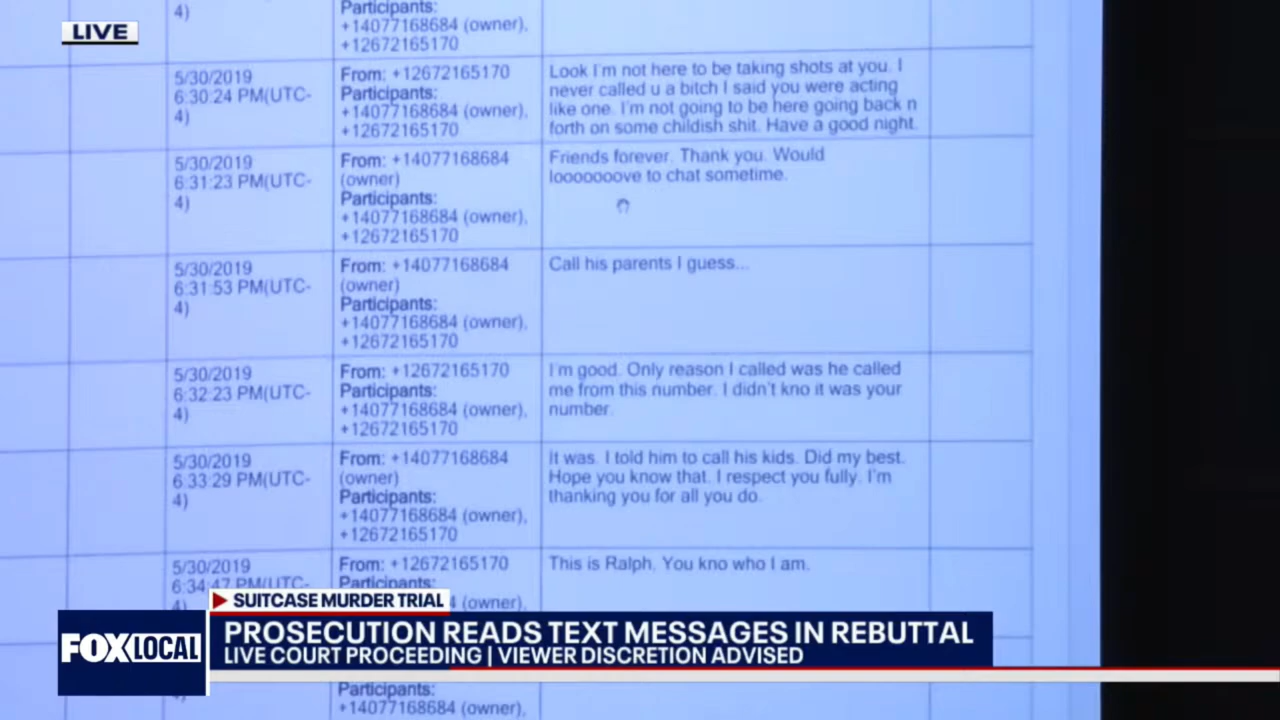 LIVE
4)
Participants:
+14077168684 (owner),
+12672165170
5/30/2019
6:30:24 PM(UTC-
4)
From: +12672165170
Participants:
+14077168684 (owner),
+12672165170
Look I'm not here to be taking shots at you. I
never called u a bitch I said you were acting
like one. I'm not going to be here going back n
forth on some childish shit. Have a good night.
5/30/2019
6:31:23 PM(UTC-
4)
From: +14077168684
(owner)
Participants:
+14077168684 (owner),
+12672165170
Friends forever. Thank you. Would
looooooove to chat sometime.
5/30/2019
6:31:53 PM(UTC-
4)
From: +14077168684
(owner)
Participants:
+14077168684 (owner),
+12672165170
Call his parents I guess...
5/30/2019
6:32:23 PM(UTC-
4)
From: +12672165170
Participants:
+14077168684 (owner),
+12672165170
I'm good. Only reason I called was he called
me from this number. I didn't kno it was your
number.
5/30/2019
6:33:29 PM(UTC-
4)
From: +14077168684
(owner)
Participants:
+14077168684 (owner),
+12672165170
It was. I told him to call his kids. Did my best.
Hope you know that. I respect you fully. I'm
thanking you for all you do.
5/30/2019
6:34:47 PM(UTC-
4)
From: +12672165170
Participants:
4 (owner),
This is Ralph. You kno who I am.
SUITCASE MURDER TRIAL
FOX LOCAL
PROSECUTION READS TEXT MESSAGES IN REBUTTAL
LIVE COURT PROCEEDING | VIEWER DISCRETION ADVISED
4)
Participants:
+14077168684 (owner),